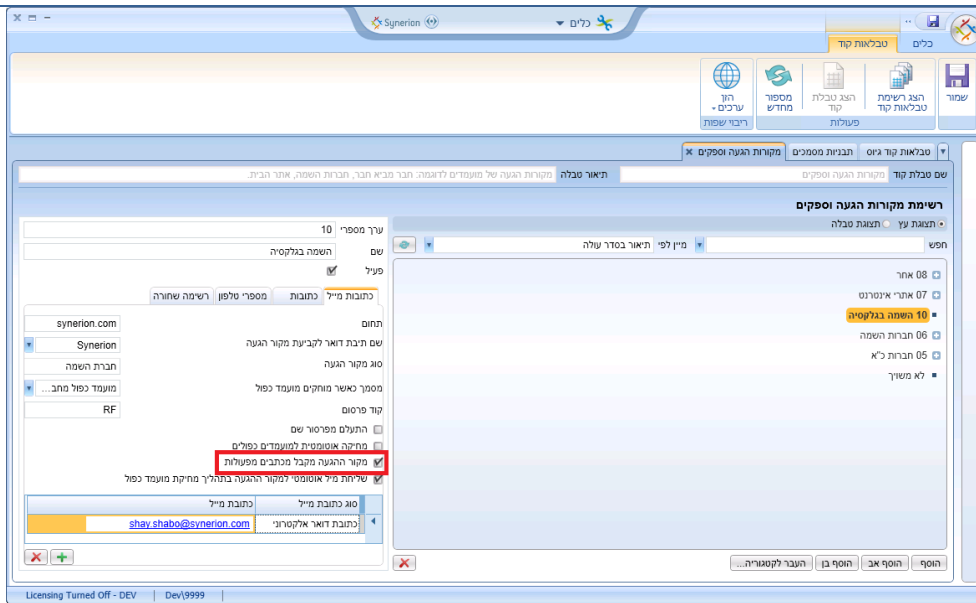 Synerion
כלים
כלים
טבלאות קוד
שמור
הצג רשימת טבלאות קוד
הצג טבלת קוד
מספור מחדש
הזן ערכים
פעולות
ריבוי שפות
טבלאות קוד גיוס
תבניות מסמכים
מקורות הגעה וספקים
שם טבלת קוד מקורות הגעה וספקים תיאור טבלה מקורות הגעה של מועמדים לדוגמה: חבר מביא חבר, חברות השמה, אתר הבית.
רשימת מקורות הגעה וספקים
תצוגת עץ תצוגת טבלה
חפש מיין לפי תיאור בסדר עולה
08 אחר
07 אתרי אינטרנט
10 השמה בגלקסיה
06 חברות השמה
05 חברות כ"א
לא משויך
הוסף הוסף אב הוסף בן העבר לקטגוריה...
ערך מספרי 10
שם השמה בגלקסיה
פעיל
כתובות מייל כתובות מספרי טלפון רשימה שחורה
תחום synerion.com
שם תיבת דואר לקביעת מקור הגעה Synerion
סוג מקור הגעה חברת השמה
מסמך כאשר מוחקים מועמד כפול מועמד כפול מחב...
קוד פרסום RF
התעלם מפרסור שם
מחיקה אוטומטית למועמדים כפולים
מקור ההגעה מקבל מכתבים מפעולות
שליחת מיל אוטומטי למקור ההגעה בתהליך מחיקת מועמד כפול
סוג כתובת מייל כתובת מייל
כתובת דואר אלקטרוני shay.shabo@synerion.com
Licensing Turned Off - DEV Dev\9999